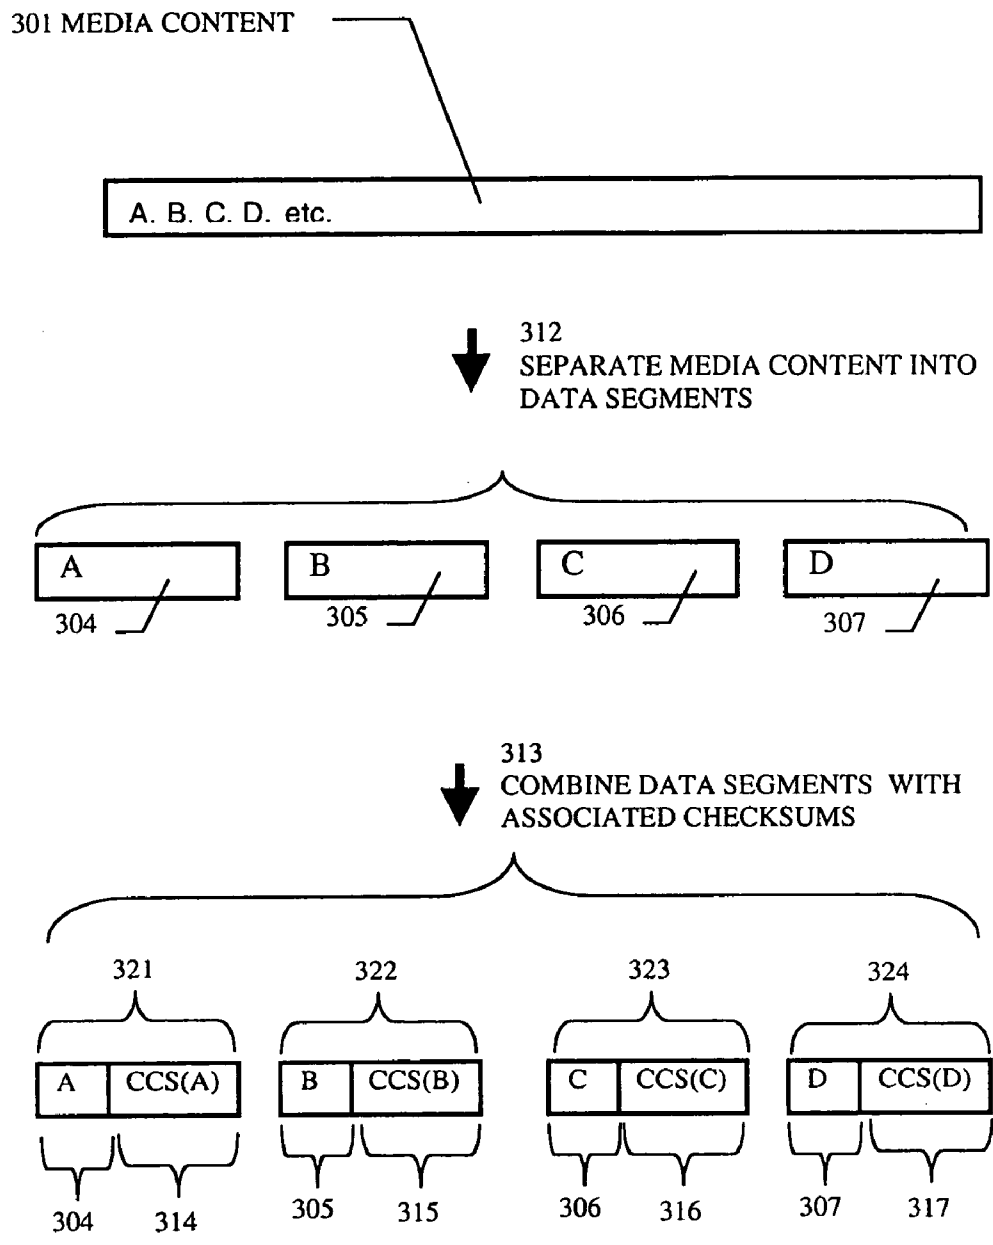 301 MEDIA CONTENT
A. B. C. D. etc.
312
SEPARATE MEDIA CONTENT INTO
DATA SEGMENTS
A
B
C
D
304
305
306
307
313
COMBINE DATA SEGMENTS WITH
ASSOCIATED CHECKSUMS
321
322
323
324
A
CCS(A)
B
CCS(B)
C
CCS(C)
D
CCS(D)
304
314
305
315
306
316
307
317